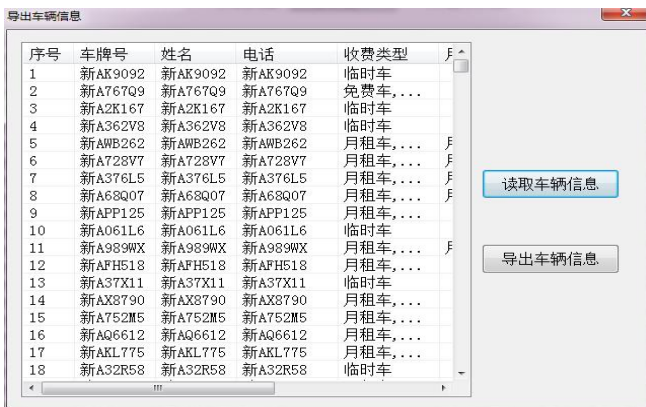 导出车辆信息
序号 车牌号 姓名 电话 收费类型
1 新AK9092 新AK9092 新AK9092 临时车
2 新A767Q9 新A767Q9 新A767Q9 免费车,...
3 新A2K167 新A2K167 新A2K167 临时车
4 新A362V8 新A362V8 新A362V8 临时车
5 新AWB262 新AWB262 新AWB262 月租车,...
6 新A728V7 新A728V7 新A728V7 月租车,...
7 新A376L5 新A376L5 新A376L5 月租车,...
8 新A68Q07 新A68Q07 新A68Q07 月租车,...
9 新APP125 新APP125 新APP125 月租车,...
10 新A061L6 新A061L6 新A061L6 临时车
11 新A989WX 新A989WX 新A989WX 月租车,...
12 新AFH518 新AFH518 新AFH518 月租车,...
13 新A37X11 新A37X11 新A37X11 临时车
14 新AX8790 新AX8790 新AX8790 月租车,...
15 新A752M5 新A752M5 新A752M5 月租车,...
16 新AQ6612 新AQ6612 新AQ6612 月租车,...
17 新AKL775 新AKL775 新AKL775 月租车,...
18 新A32R58 新A32R58 新A32R58 临时车
读取车辆信息
导出车辆信息